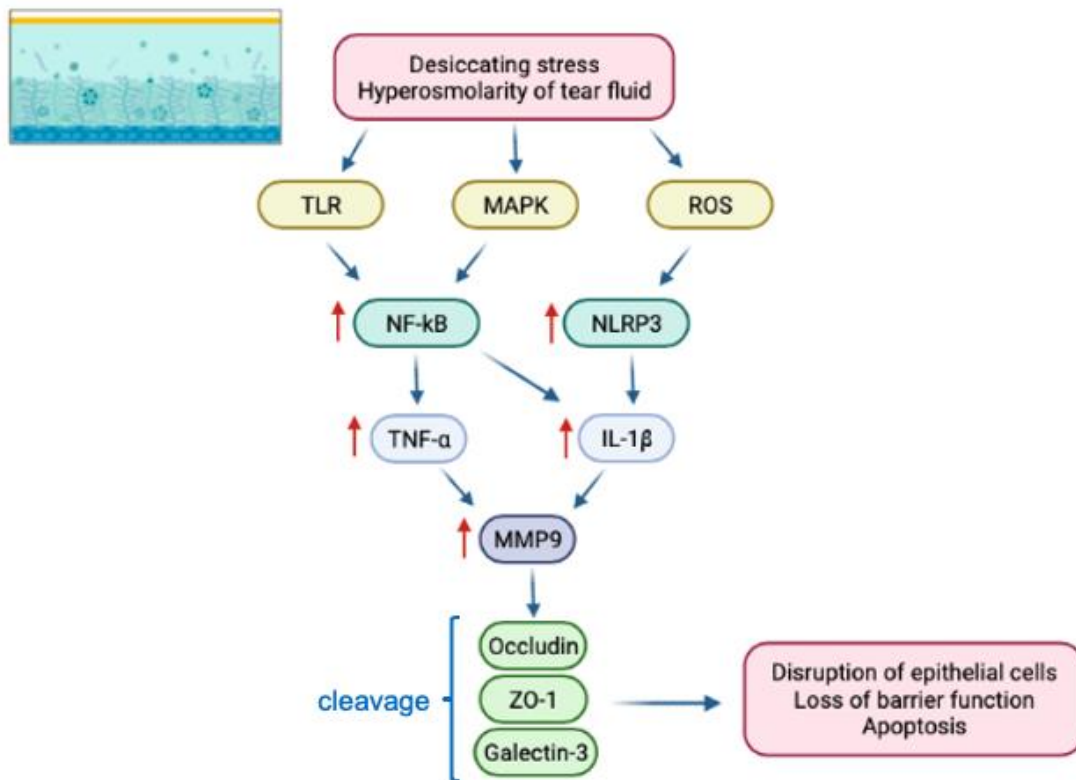 Desiccating stress
Hyperosmolarity of tear fluid
TLR
MAPK
ROS
NF-kB
NLRP3
TNF-α
IL-1β
MMP9
Occludin
cleavage
ZO-1
Galectin-3
Disruption of epithelial cells
Loss of barrier function
Apoptosis